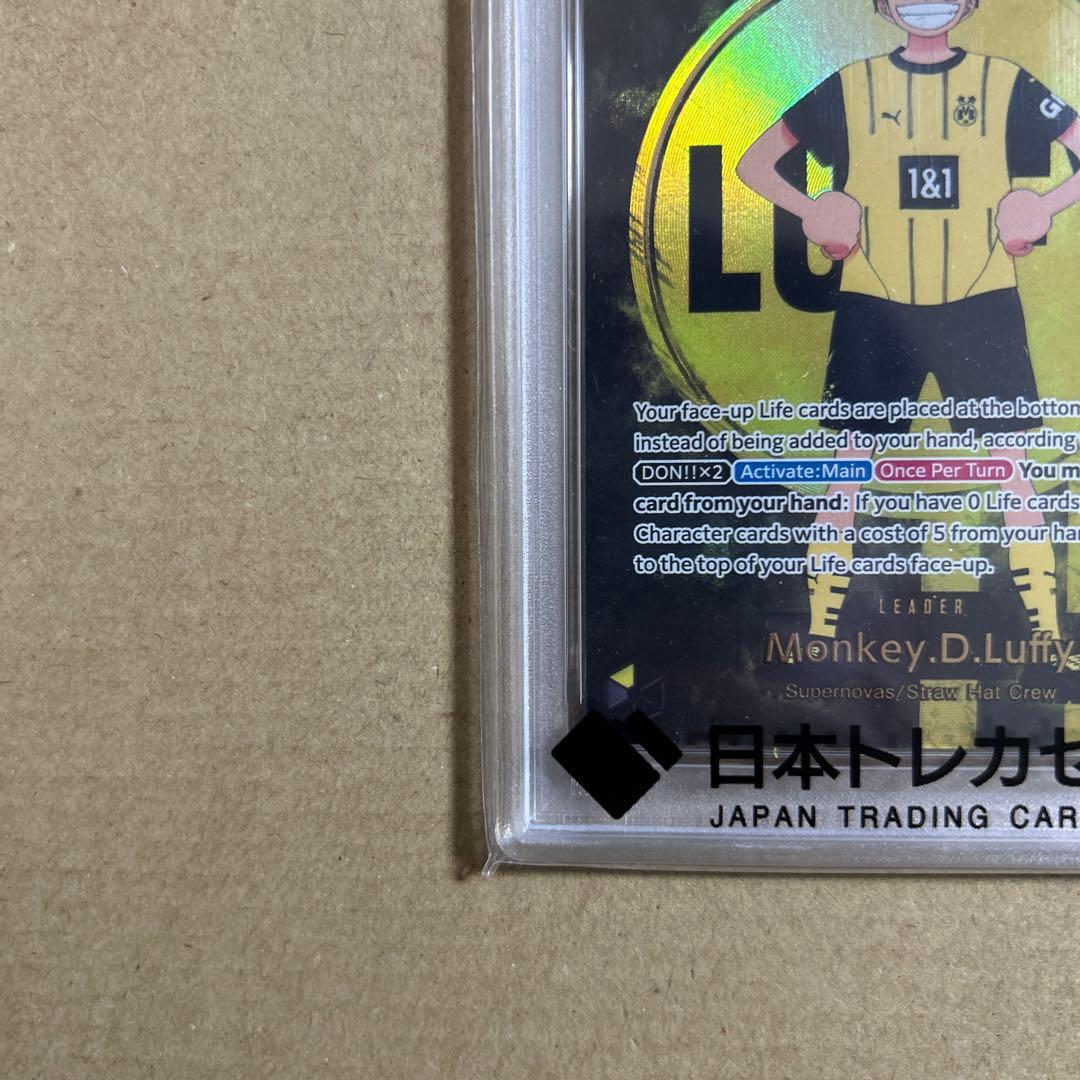 LU F
GI
1&1
Your face-up Life cards are placed at the bottom
instead of being added to your hand, according
DON!!×2 Activate:Main Once Per Turn You m
card from your hand: If you have 0 Life cards
Character cards with a cost of 5 from your ha
to the top of your Life cards face-up.
LEADER
Monkey.D.Luffy
Supernovas/Straw Hat Crew
日本トレカセ
JAPAN TRADING CAR